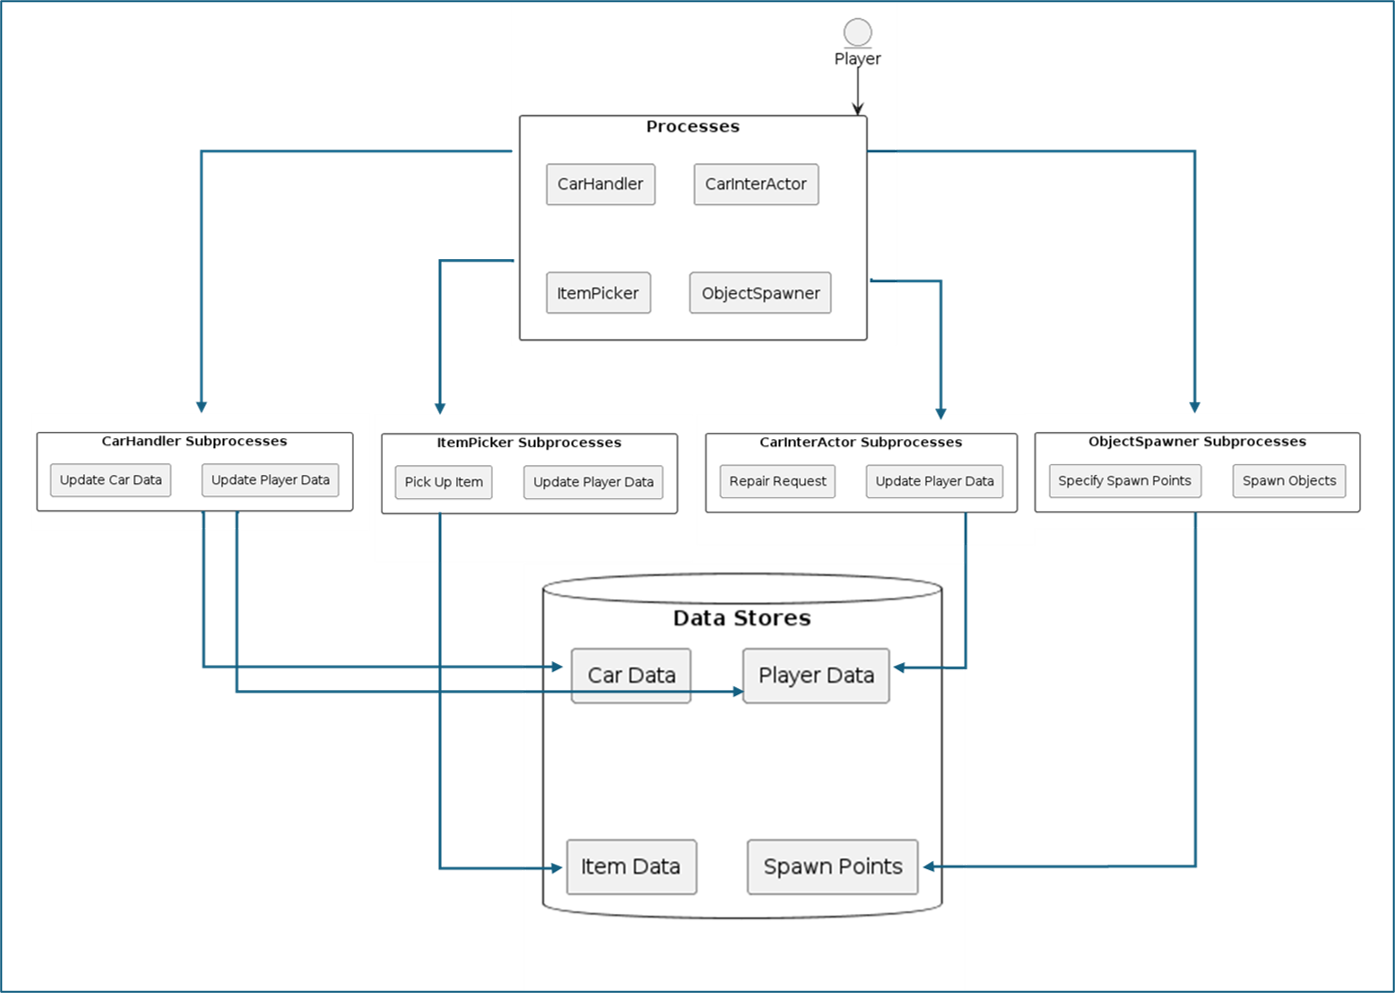 Player
Processes
CarHandler
CarInterActor
ItemPicker
ObjectSpawner
CarHandler Subprocesses
Update Car Data
Update Player Data
ItemPicker Subprocesses
Pick Up Item
Update Player Data
CarInterActor Subprocesses
Repair Request
Update Player Data
ObjectSpawner Subprocesses
Specify Spawn Points
Spawn Objects
Data Stores
Car Data
Player Data
Item Data
Spawn Points